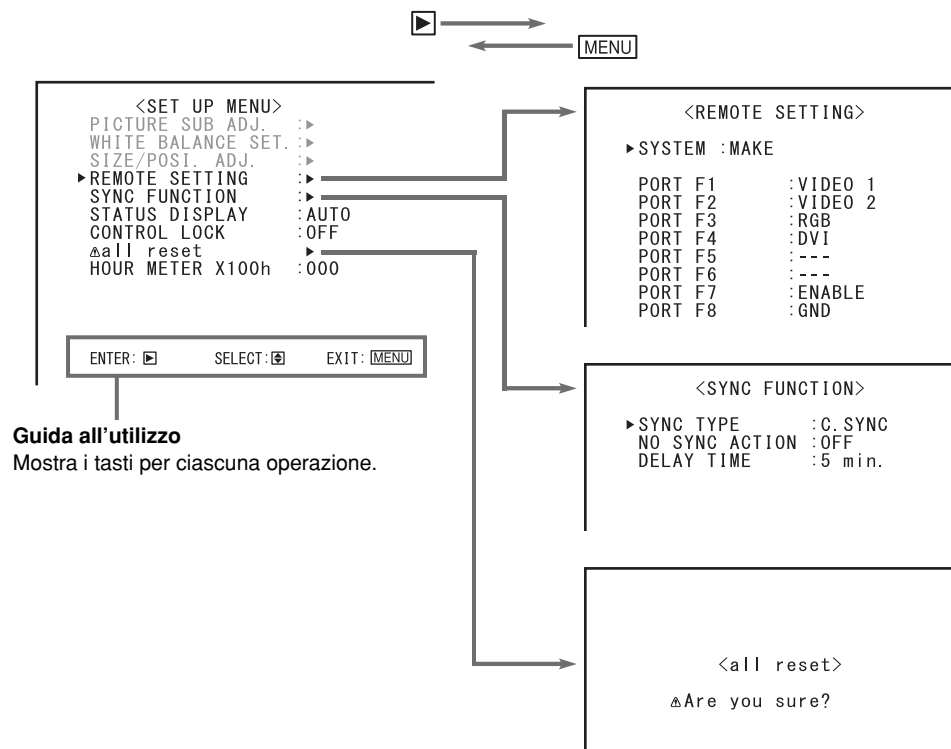 MENU
<SET UP MENU>
PICTURE SUB ADJ. :▶
WHITE BALANCE SET. :▶
SIZE/POSI. ADJ. :▶
▶REMOTE SETTING :▶
SYNC FUNCTION :▶
STATUS DISPLAY :AUTO
CONTROL LOCK :OFF
⚠all reset ▶
HOUR METER X100h :000
ENTER: ▶ SELECT: EXIT: MENU
Guida all'utilizzo
Mostra i tasti per ciascuna operazione.
<REMOTE SETTING>
▶SYSTEM :MAKE
PORT F1 :VIDEO 1
PORT F2 :VIDEO 2
PORT F3 :RGB
PORT F4 :DVI
PORT F5 :---
PORT F6 :---
PORT F7 :ENABLE
PORT F8 :GND
<SYNC FUNCTION>
▶SYNC TYPE :C.SYNC
NO SYNC ACTION :OFF
DELAY TIME :5 min.
<all reset>
⚠Are you sure?